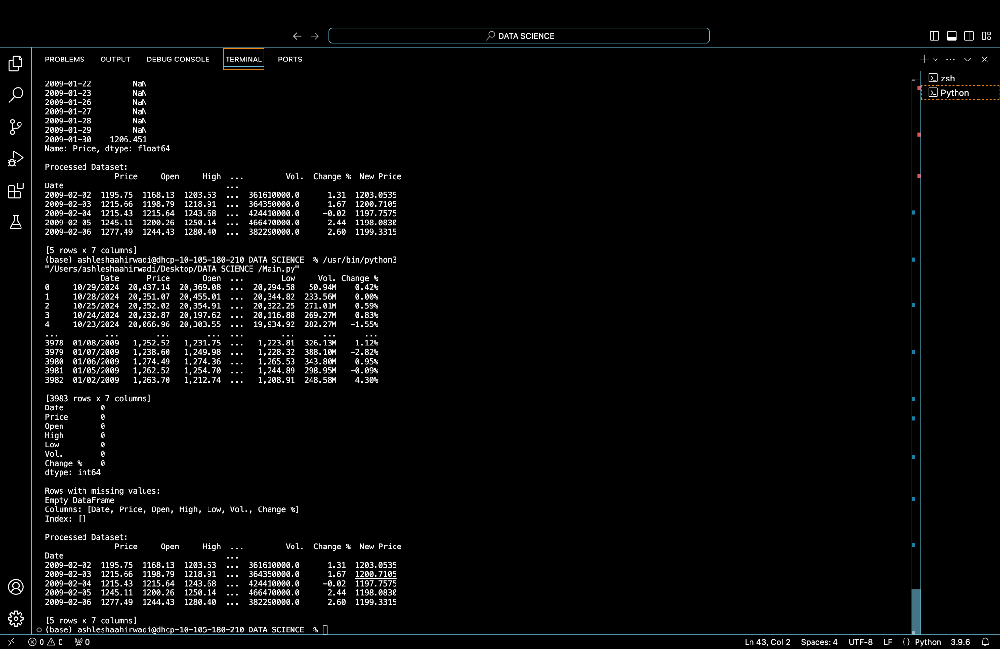 DATA SCIENCE
PROBLEMS OUTPUT DEBUG CONSOLE TERMINAL PORTS
zsh
Python
2009-01-22         NaN
2009-01-23         NaN
2009-01-26         NaN
2009-01-27         NaN
2009-01-28         NaN
2009-01-29         NaN
2009-01-30    1206.451
Name: Price, dtype: float64
Processed Dataset:
               Price     Open     High  ...         Vol.  Change %  New Price
Date                                   ...
2009-02-02  1195.75  1168.13  1203.53  ...  361610000.0      1.31  1203.0535
2009-02-03  1215.66  1198.79  1218.91  ...  364350000.0      1.67  1200.7105
2009-02-04  1215.43  1215.64  1243.68  ...  424410000.0     -0.02  1197.7575
2009-02-05  1245.11  1200.26  1250.14  ...  466470000.0      2.44  1198.0830
2009-02-06  1277.49  1244.43  1280.40  ...  382290000.0      2.60  1199.3315
[5 rows x 7 columns]
(base) ashleshaahirwadi@dhcp-10-105-180-210 DATA SCIENCE  % /usr/bin/python3
"/Users/ashleshaahirwadi/Desktop/DATA SCIENCE /Main.py"
            Date      Price       Open  ...        Low     Vol. Change %
0     10/29/2024  20,437.14  20,369.08  ...  20,294.58   50.94M    0.42%
1     10/28/2024  20,351.07  20,455.01  ...  20,344.82  233.56M    0.00%
2     10/25/2024  20,352.02  20,354.91  ...  20,322.25  271.01M    0.59%
3     10/24/2024  20,232.87  20,197.62  ...  20,116.88  269.27M    0.83%
4     10/23/2024  20,066.96  20,303.55  ...  19,934.92  282.27M   -1.55%
...          ...        ...        ...  ...        ...      ...      ...
3978  01/08/2009   1,252.52   1,231.75  ...   1,223.81  326.13M    1.12%
3979  01/07/2009   1,238.60   1,249.98  ...   1,228.32  388.10M   -2.82%
3980  01/06/2009   1,274.49   1,274.36  ...   1,265.53  343.80M    0.95%
3981  01/05/2009   1,262.52   1,254.70  ...   1,244.89  298.95M   -0.09%
3982  01/02/2009   1,263.70   1,212.74  ...   1,208.91  248.58M    4.30%
[3983 rows x 7 columns]
Date        0
Price       0
Open        0
High        0
Low         0
Vol.        0
Change %    0
dtype: int64
Rows with missing values:
Empty DataFrame
Columns: [Date, Price, Open, High, Low, Vol., Change %]
Index: []
Processed Dataset:
               Price     Open     High  ...         Vol.  Change %  New Price
Date                                   ...
2009-02-02  1195.75  1168.13  1203.53  ...  361610000.0      1.31  1203.0535
2009-02-03  1215.66  1198.79  1218.91  ...  364350000.0      1.67  1200.7105
2009-02-04  1215.43  1215.64  1243.68  ...  424410000.0     -0.02  1197.7575
2009-02-05  1245.11  1200.26  1250.14  ...  466470000.0      2.44  1198.0830
2009-02-06  1277.49  1244.43  1280.40  ...  382290000.0      2.60  1199.3315
[5 rows x 7 columns]
(base) ashleshaahirwadi@dhcp-10-105-180-210 DATA SCIENCE  %
0 0 0 Ln 43, Col 2 Spaces: 4 UTF-8 LF {} Python 3.9.6